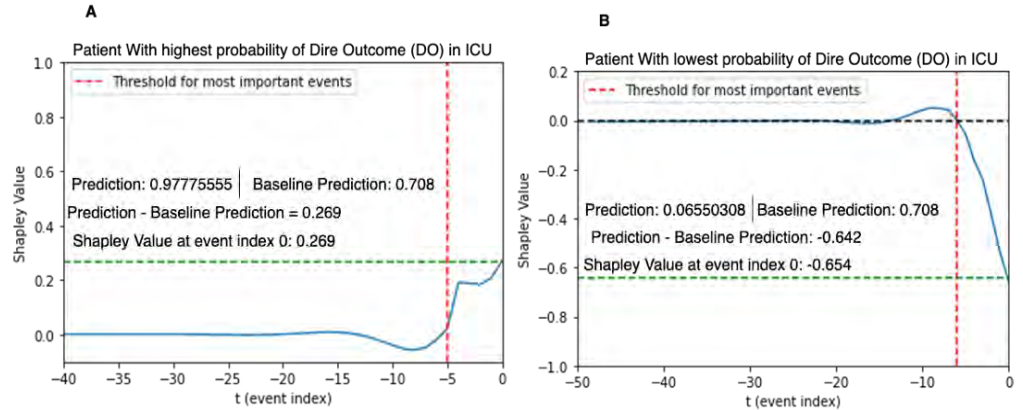 A
Patient With highest probability of Dire Outcome (DO) in ICU
1.0
0.8
0.6
0.4
0.2
0.0
Shapley Value
Threshold for most important events
Prediction: 0.97775555 | Baseline Prediction: 0.708
Prediction - Baseline Prediction = 0.269
Shapley Value at event index 0: 0.269
−40 −35 −30 −25 −20 −15 −10 −5 0
t (event index)
B
Patient With lowest probability of Dire Outcome (DO) in ICU
0.2
0.0
−0.2
−0.4
−0.6
−0.8
−1.0
Shapley Value
Threshold for most important events
Prediction: 0.06550308 | Baseline Prediction: 0.708
Prediction - Baseline Prediction: -0.642
Shapley Value at event index 0: -0.654
−50 −40 −30 −20 −10 0
t (event index)